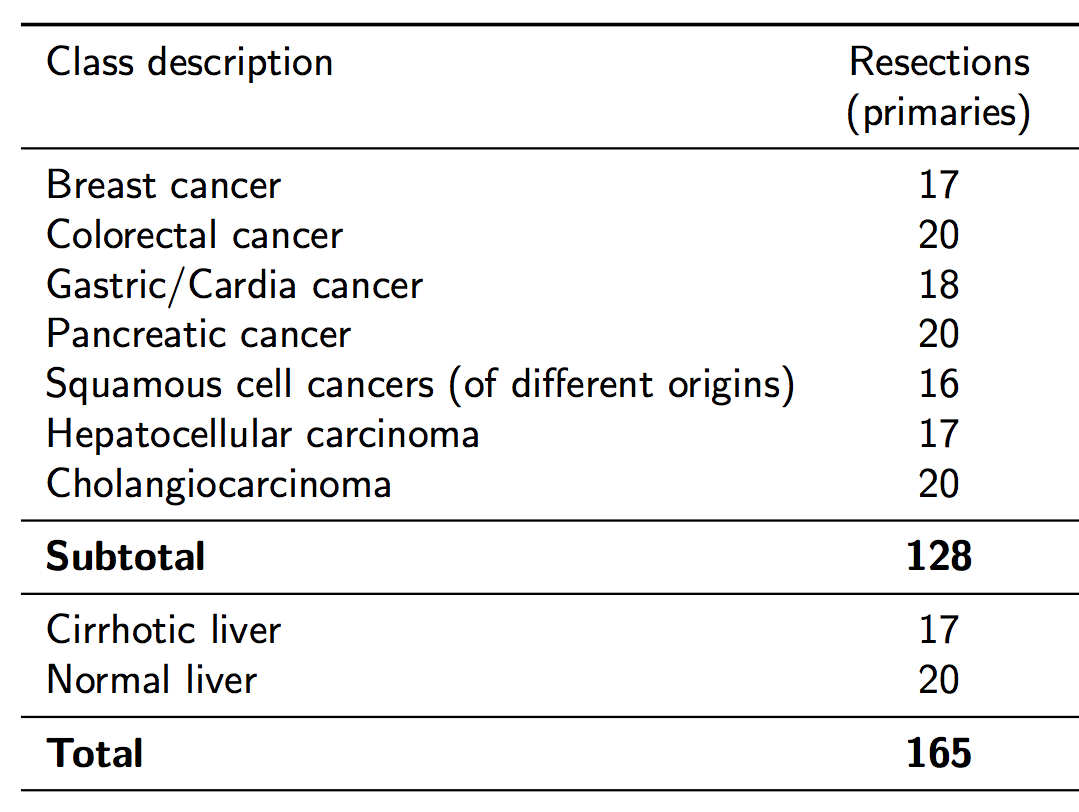 Class description Resections
(primaries)
Breast cancer 17
Colorectal cancer 20
Gastric/Cardia cancer 18
Pancreatic cancer 20
Squamous cell cancers (of different origins) 16
Hepatocellular carcinoma 17
Cholangiocarcinoma 20
Subtotal 128
Cirrhotic liver 17
Normal liver 20
Total 165